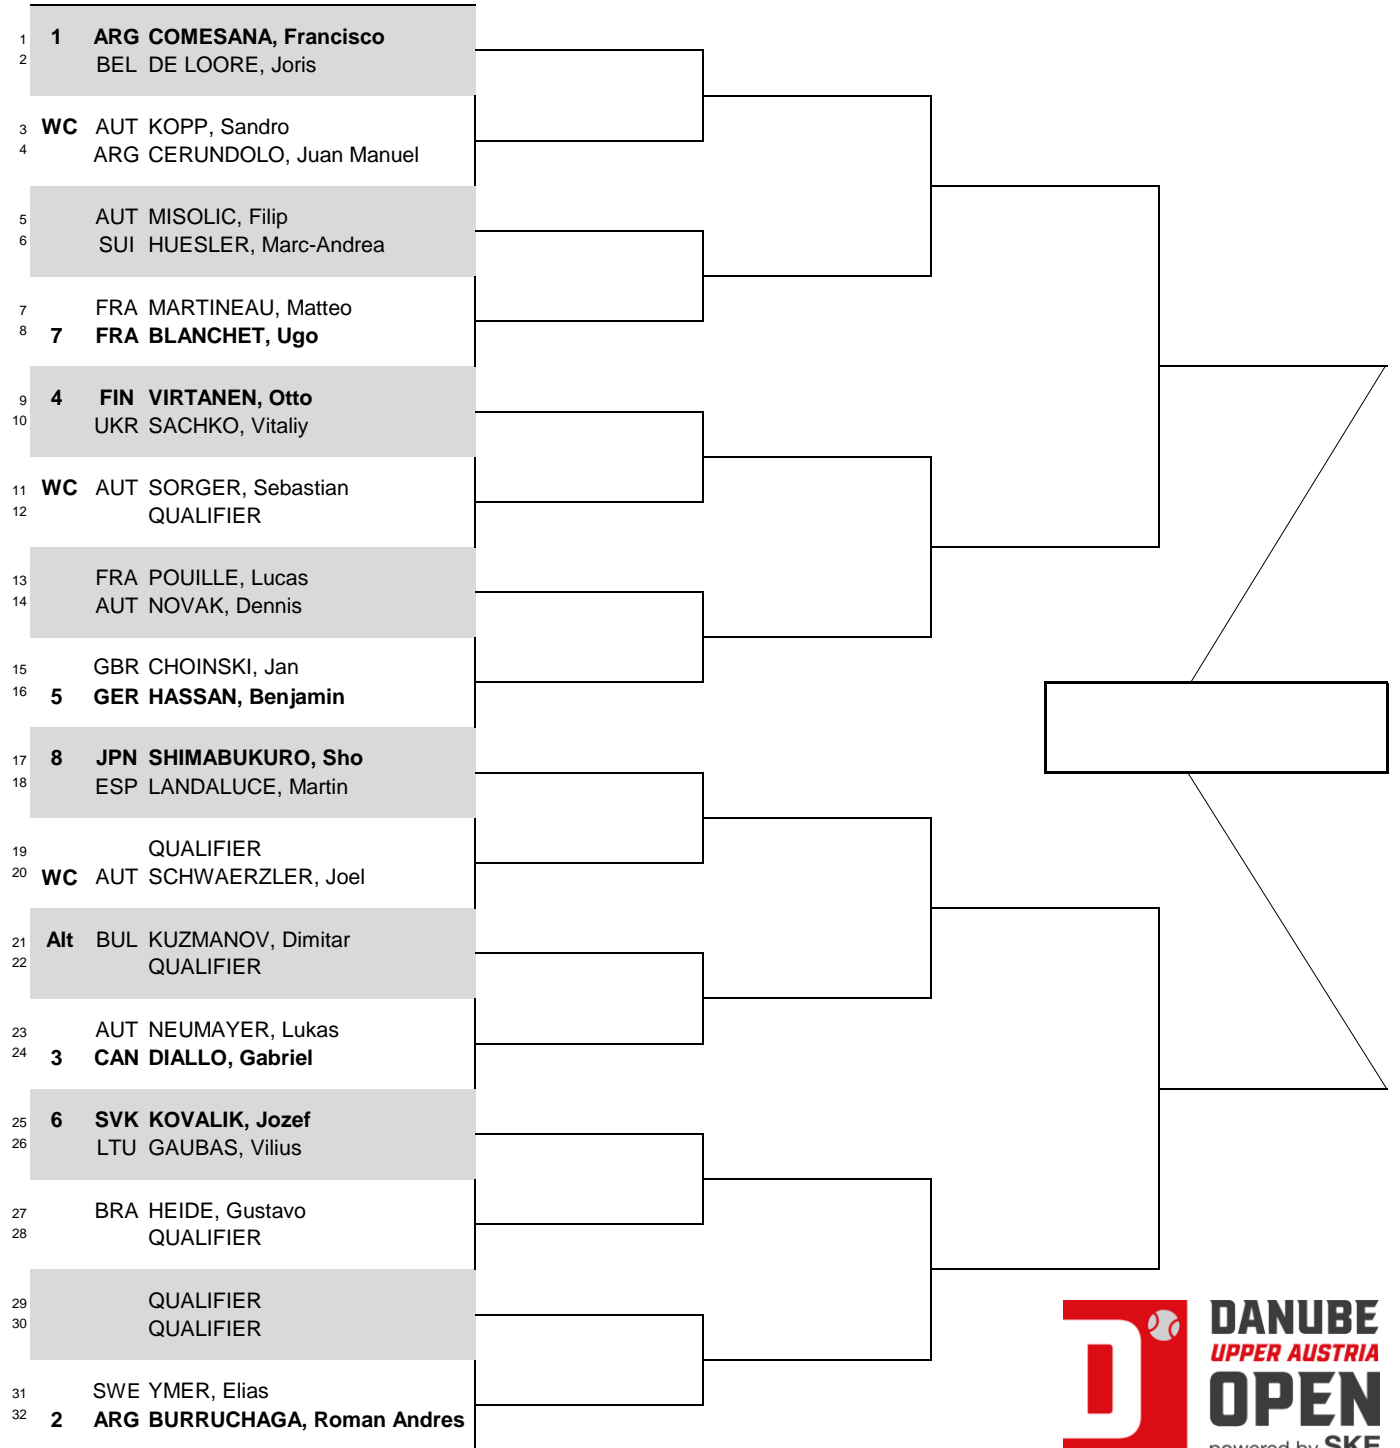 1 1 ARG COMESANA, Francisco
2 BEL DE LOORE, Joris
3 WC AUT KOPP, Sandro
4 ARG CERUNDOLO, Juan Manuel
5 AUT MISOLIC, Filip
6 SUI HUESLER, Marc-Andrea
7 FRA MARTINEAU, Matteo
8 7 FRA BLANCHET, Ugo
9 4 FIN VIRTANEN, Otto
10 UKR SACHKO, Vitaliy
11 WC AUT SORGER, Sebastian
12 QUALIFIER
13 FRA POUILLE, Lucas
14 AUT NOVAK, Dennis
15 GBR CHOINSKI, Jan
16 5 GER HASSAN, Benjamin
17 8 JPN SHIMABUKURO, Sho
18 ESP LANDALUCE, Martin
19 QUALIFIER
20 WC AUT SCHWAERZLER, Joel
21 Alt BUL KUZMANOV, Dimitar
22 QUALIFIER
23 AUT NEUMAYER, Lukas
24 3 CAN DIALLO, Gabriel
25 6 SVK KOVALIK, Jozef
26 LTU GAUBAS, Vilius
27 BRA HEIDE, Gustavo
28 QUALIFIER
29 QUALIFIER
30 QUALIFIER
31 SWE YMER, Elias
32 2 ARG BURRUCHAGA, Roman Andres
DANUBE
UPPER AUSTRIA
OPEN
powered by SKE